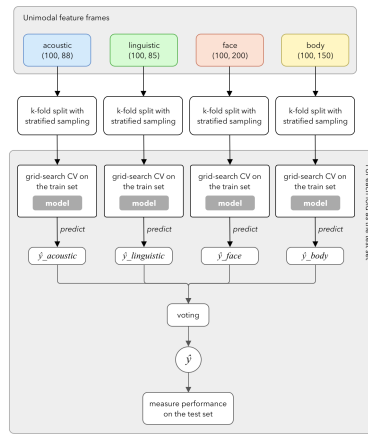 Unimodal feature frames
acoustic
(100, 88)
linguistic
(100, 85)
face
(100, 200)
body
(100, 150)
k-fold split with
stratified sampling
k-fold split with
stratified sampling
k-fold split with
stratified sampling
k-fold split with
stratified sampling
grid-search CV on
the train set
model
grid-search CV on
the train set
model
grid-search CV on
the train set
model
grid-search CV on
the train set
model
predict
predict
predict
predict
ŷ_acoustic
ŷ_linguistic
ŷ_face
ŷ_body
voting
ŷ
measure performance
on the test set